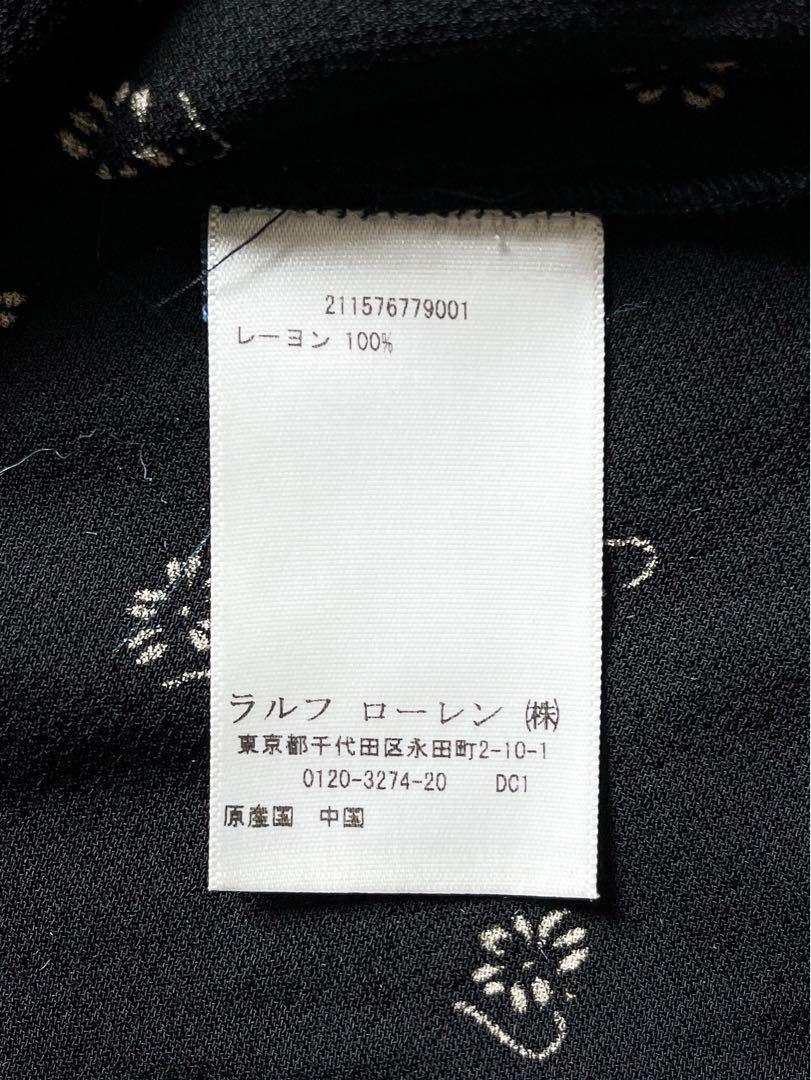 211576779001
レーヨン 100%
ラルフ ローレン ㈱
東京都千代田区永田町2-10-1
0120-3274-20 DC1
原産国 中国